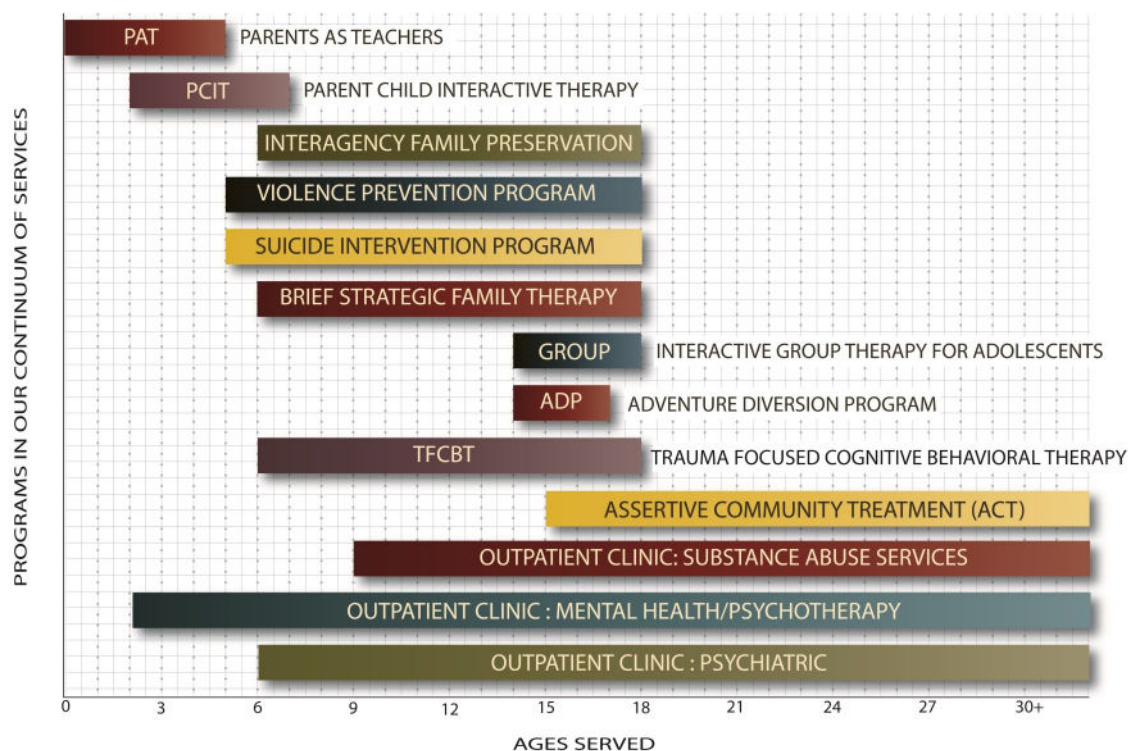 PAT PARENTS AS TEACHERS
PCIT PARENT CHILD INTERACTIVE THERAPY
INTERAGENCY FAMILY PRESERVATION
VIOLENCE PREVENTION PROGRAM
SUICIDE INTERVENTION PROGRAM
BRIEF STRATEGIC FAMILY THERAPY
GROUP INTERACTIVE GROUP THERAPY FOR ADOLESCENTS
ADP ADVENTURE DIVERSION PROGRAM
TFCBT TRAUMA FOCUSED COGNITIVE BEHAVIORAL THERAPY
ASSERTIVE COMMUNITY TREATMENT (ACT)
OUTPATIENT CLINIC: SUBSTANCE ABUSE SERVICES
OUTPATIENT CLINIC : MENTAL HEALTH/PSYCHOTHERAPY
OUTPATIENT CLINIC : PSYCHIATRIC
PROGRAMS IN OUR CONTINUUM OF SERVICES
0 3 6 9 12 15 18 21 24 27 30+
AGES SERVED